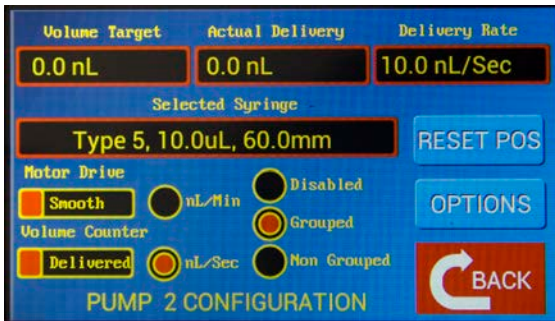 Volume Target Actual Delivery Delivery Rate
0.0 nL 0.0 nL 10.0 nL/Sec
Selected Syringe
Type 5, 10.0uL, 60.0mm RESET POS
Motor Drive
Smooth nL/Min Disabled
OPTIONS
Grouped
Volume Counter
Delivered nL/Sec Non Grouped
BACK
PUMP 2 CONFIGURATION